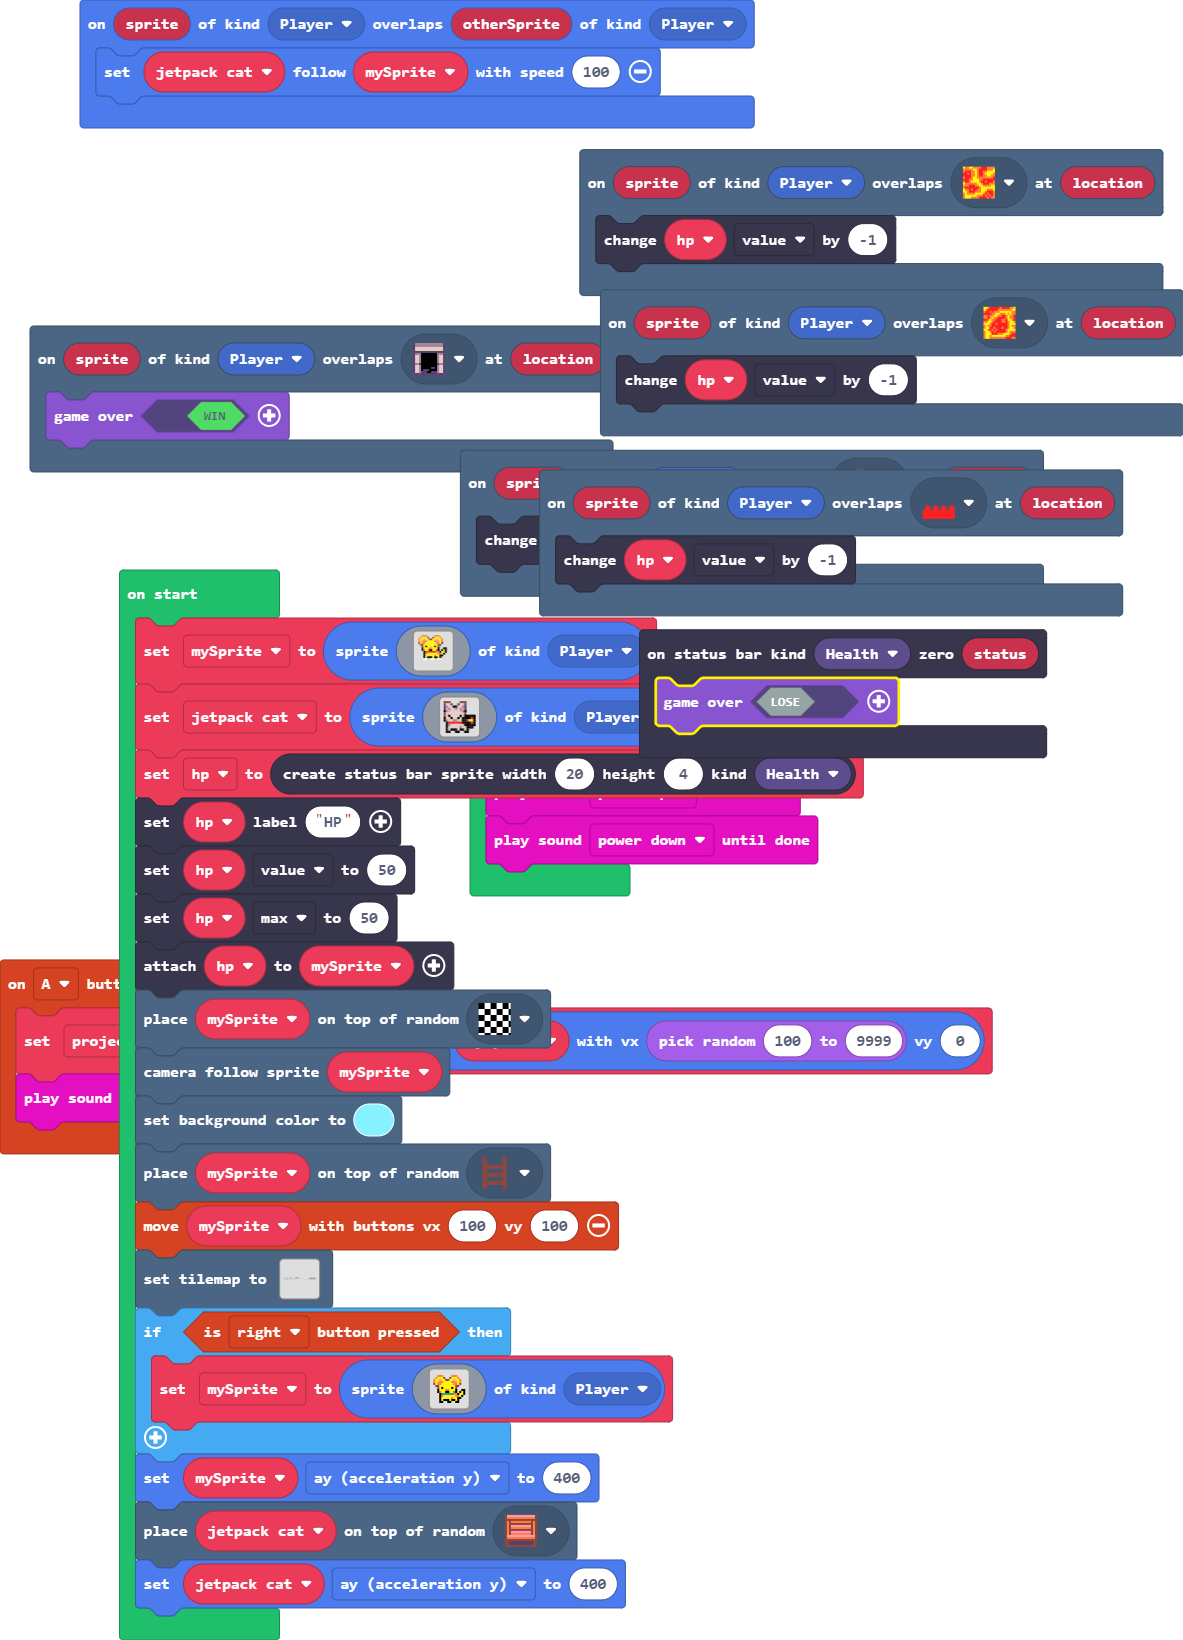 on sprite of kind Player overlaps otherSprite of kind Player
set jetpack cat follow mySprite with speed 100
on sprite of kind Player overlaps at location
change hp value by -1
on sprite of kind Player overlaps at location
change hp value by -1
on sprite of kind Player overlaps at location
game over WIN
on
change
on sprite of kind Player overlaps at location
change hp value by -1
on start
set mySprite to sprite of kind Player
on status bar kind Health zero status
game over LOSE
set jetpack cat to sprite of kind Player
set hp to create status bar sprite width 20 height 4 kind Health
set hp label "HP"
play sound power down until done
set hp value to 50
set hp max to 50
attach hp to mySprite
on A
place mySprite on top of random
set with vx pick random 100 to 9999 vy 0
camera follow sprite mySprite
play sound
set background color to
place mySprite on top of random
move mySprite with buttons vx 100 vy 100
set tilemap to
if is right button pressed then
set mySprite to sprite of kind Player
set mySprite ay (acceleration y) to 400
place jetpack cat on top of random
set jetpack cat ay (acceleration y) to 400